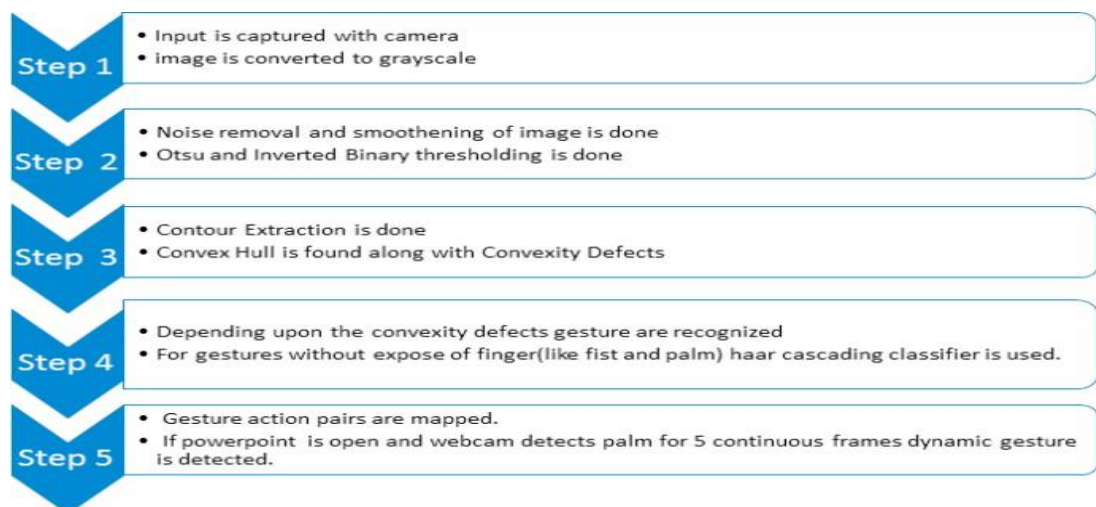 Step 1
• Input is captured with camera
• image is converted to grayscale
Step 2
• Noise removal and smoothening of image is done
• Otsu and Inverted Binary thresholding is done
Step 3
• Contour Extraction is done
• Convex Hull is found along with Convexity Defects
Step 4
• Depending upon the convexity defects gesture are recognized
• For gestures without expose of finger(like fist and palm) haar cascading classifier is used.
Step 5
• Gesture action pairs are mapped.
• If powerpoint is open and webcam detects palm for 5 continuous frames dynamic gesture
is detected.